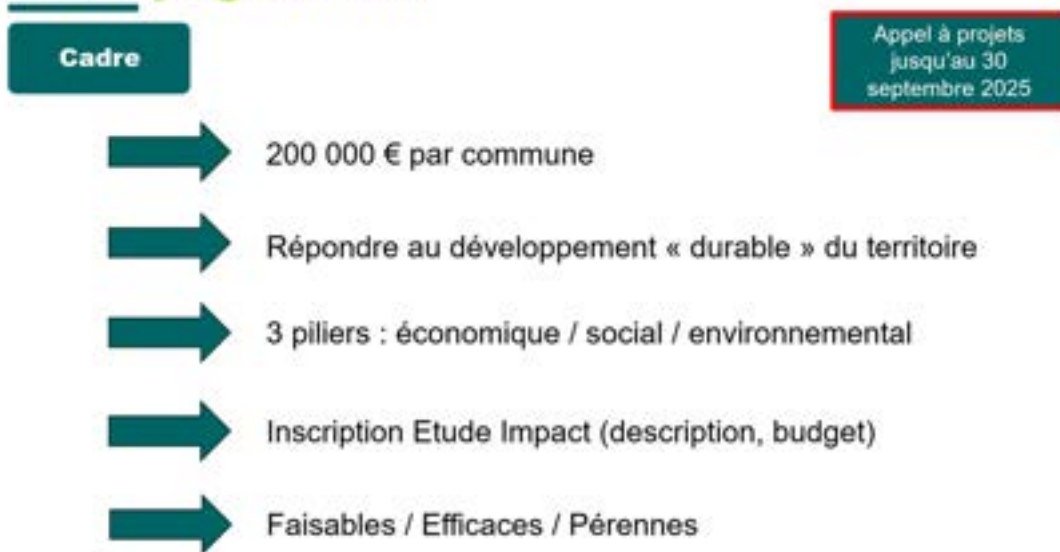 Cadre
Appel à projets
jusqu'au 30
septembre 2025
200 000 € par commune
Répondre au développement « durable » du territoire
3 piliers : économique / social / environnemental
Inscription Etude Impact (description, budget)
Faisables / Efficaces / Pérennes